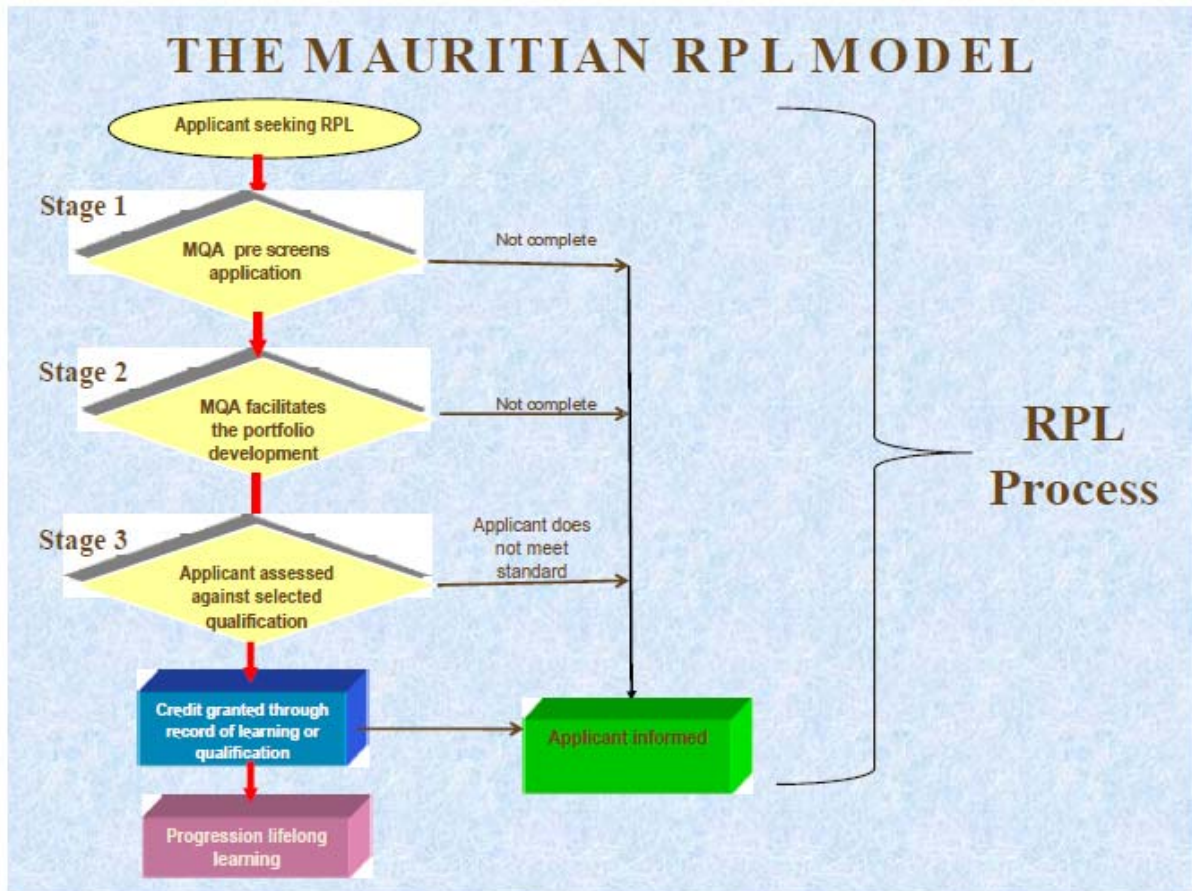 THE MAURITIAN RPL MODEL
Applicant seeking RPL
Stage 1
MQA pre screens
application
Not complete
Stage 2
MQA facilitates
the portfolio
development
Not complete
Stage 3
Applicant assessed
against selected
qualification
Applicant does
not meet
standard
Credit granted through
record of learning or
qualification
Applicant informed
Progression lifelong
learning
RPL
Process